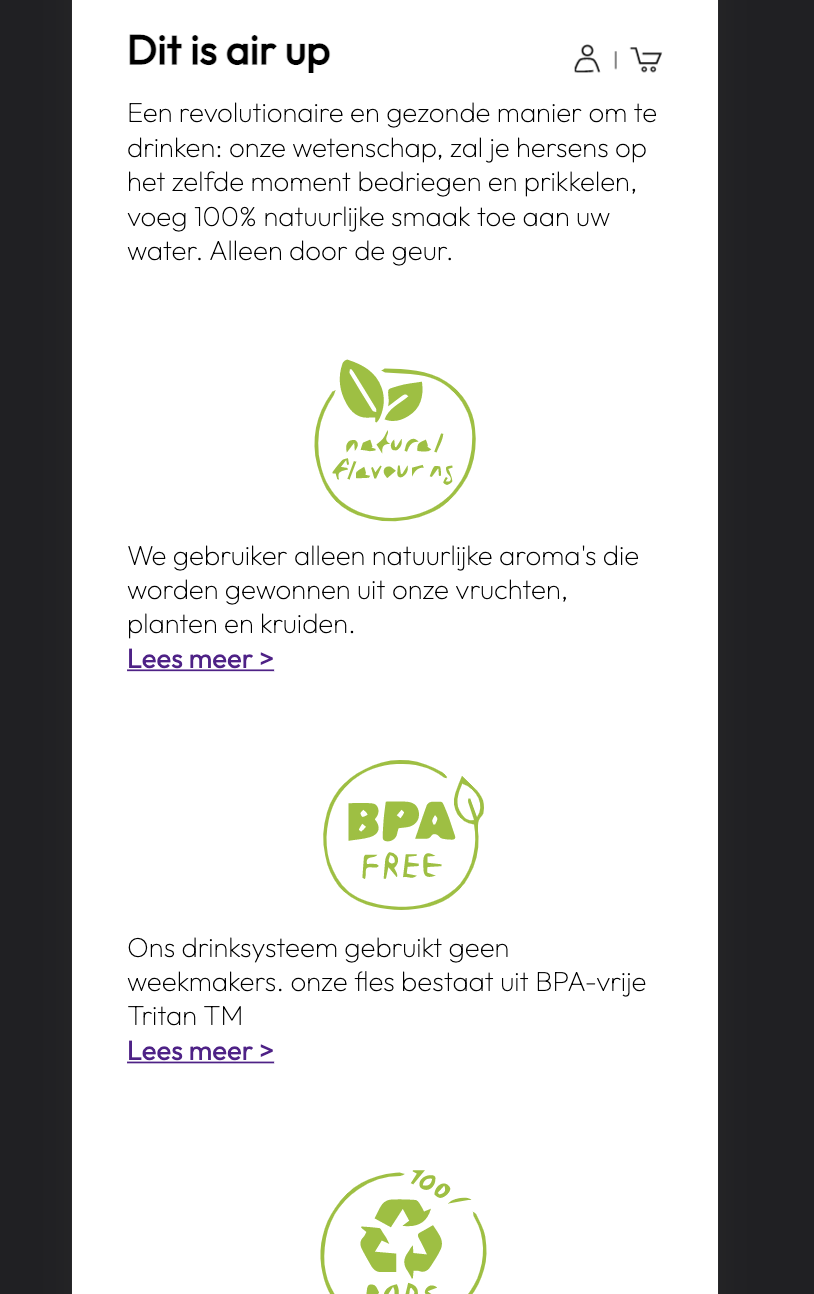 Dit is air up
Een revolutionaire en gezonde manier om te
drinken: onze wetenschap, zal je hersens op
het zelfde moment bedriegen en prikkelen,
voeg 100% natuurlijke smaak toe aan uw
water. Alleen door de geur.
natural
flavour ng
We gebruiker alleen natuurlijke aroma's die
worden gewonnen uit onze vruchten,
planten en kruiden.
Lees meer >
BPA
FREE
Ons drinksysteem gebruikt geen
weekmakers. onze fles bestaat uit BPA-vrije
Tritan TM
Lees meer >
100